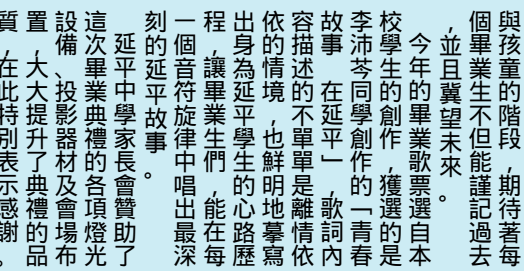 與孩童的階段，期待著每
個畢業生不但能謹記過去
，並且冀望未來。
今年的畢業歌票選自本
校學生的創作，獲選的是
李沛芩同學創作的「青春
故事　在延平」，歌詞內
容描述的不單單是離情依
依的情境，也鮮明地摹寫
出身為延平學生的心路歷
程，讓畢業生們，能在每
一個音符旋律中唱出最深
刻的延平故事。
延平中學家長會贊助了
這次畢業典禮的各項燈光
設備、投影器材及會場布
置，大大提升了典禮的品
質，在此特別表示感謝。